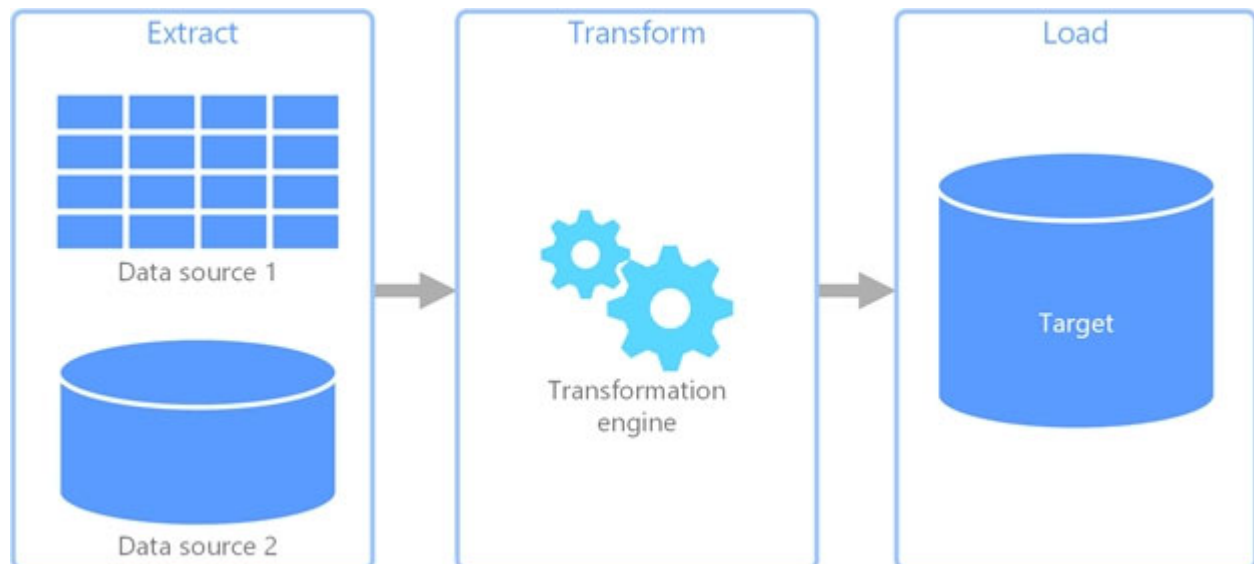 Extract
Data source 1
Data source 2
Transform
Transformation
engine
Load
Target